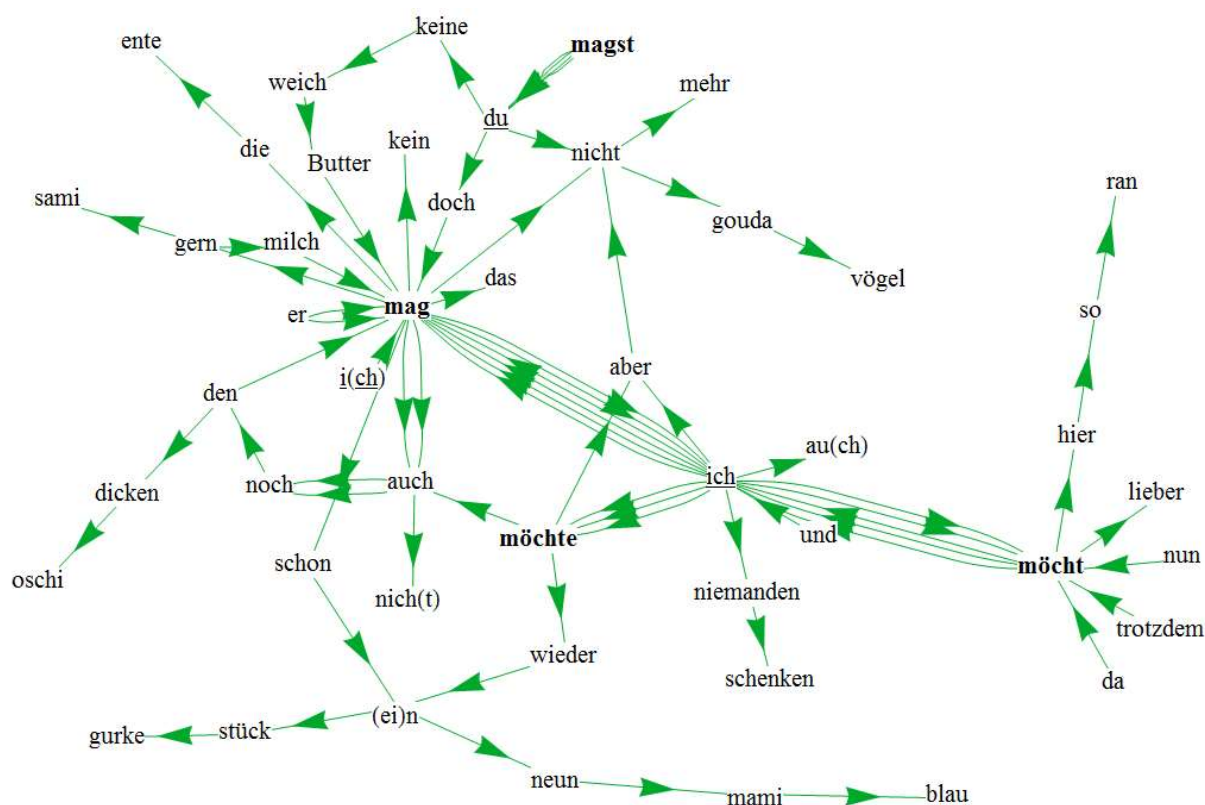 keine
ente
magst
weich
mehr
du
kein
die
Butter
nicht
ran
sami
doch
gouda
gern
milch
das
vögel
mag
er
so
aber
i(ch)
den
hier
au(ch)
noch
auch
ich
dicken
lieber
möchte
und
nun
schon
möcht
oschi
nich(t)
niemanden
trotzdem
wieder
schenken
da
(ei)n
stück
gurke
neun
mami
blau